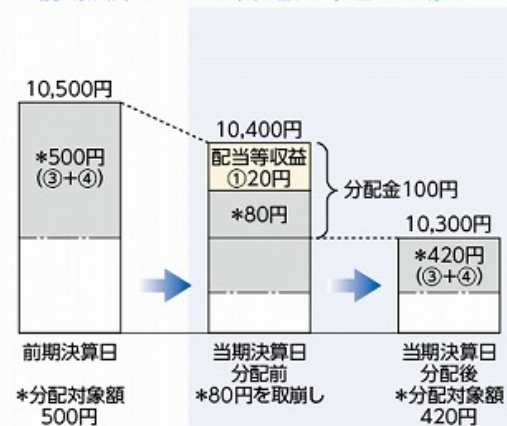 10,500円
*500円
(③+④)
10,400円
配当等収益
①20円
*80円
分配金100円
10,300円
*420円
(③+④)
前期決算日
*分配対象額
500円
当期決算日
分配前
*80円を取崩し
当期決算日
分配後
*分配対象額
420円